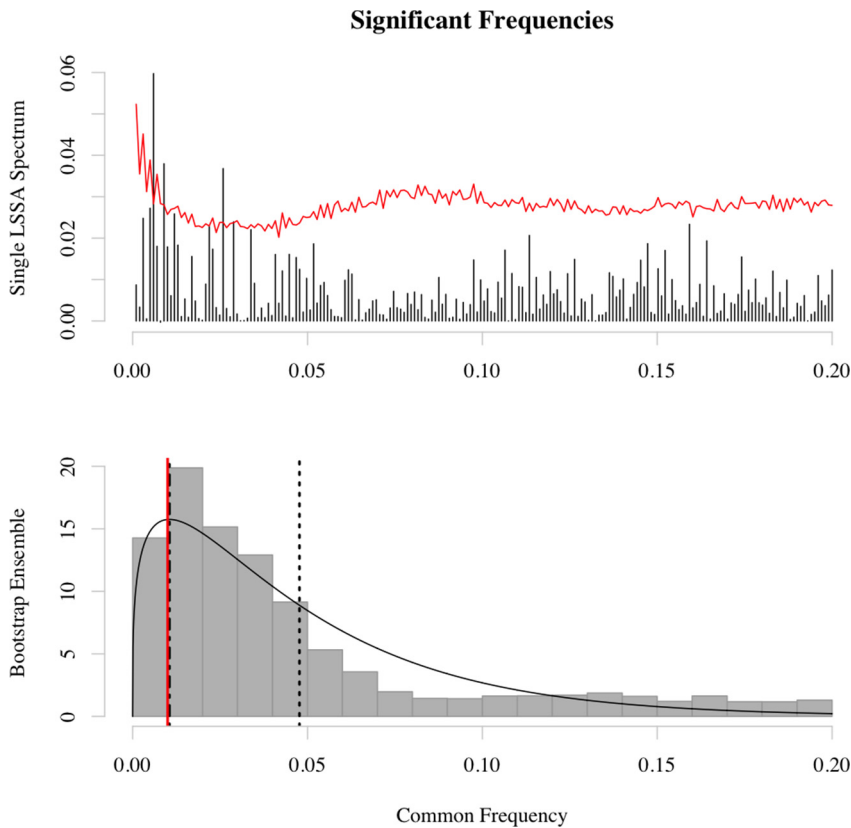 Significant Frequencies
Single LSSA Spectrum
0.06
0.04
0.02
0.00
0.00 0.05 0.10 0.15 0.20
Bootstrap Ensemble
20
15
10
5
0
0.00 0.05 0.10 0.15 0.20
Common Frequency